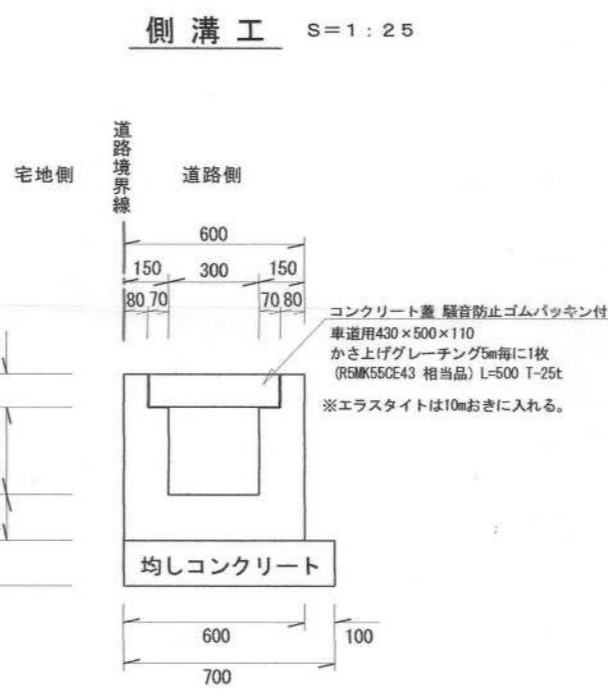 側溝工 S=1:25
宅地側
道路境界線
道路側
600
150 300 150
80 70 70 80
コンクリート蓋 騒音防止ゴムパッキン付
車道用430×500×110
かさ上げグレーチング5m毎に1枚
(R5MK55CE43 相当品) L=500 T-25t
※エラスタイトは10mおきに入れる。
均しコンクリート
600 100
700